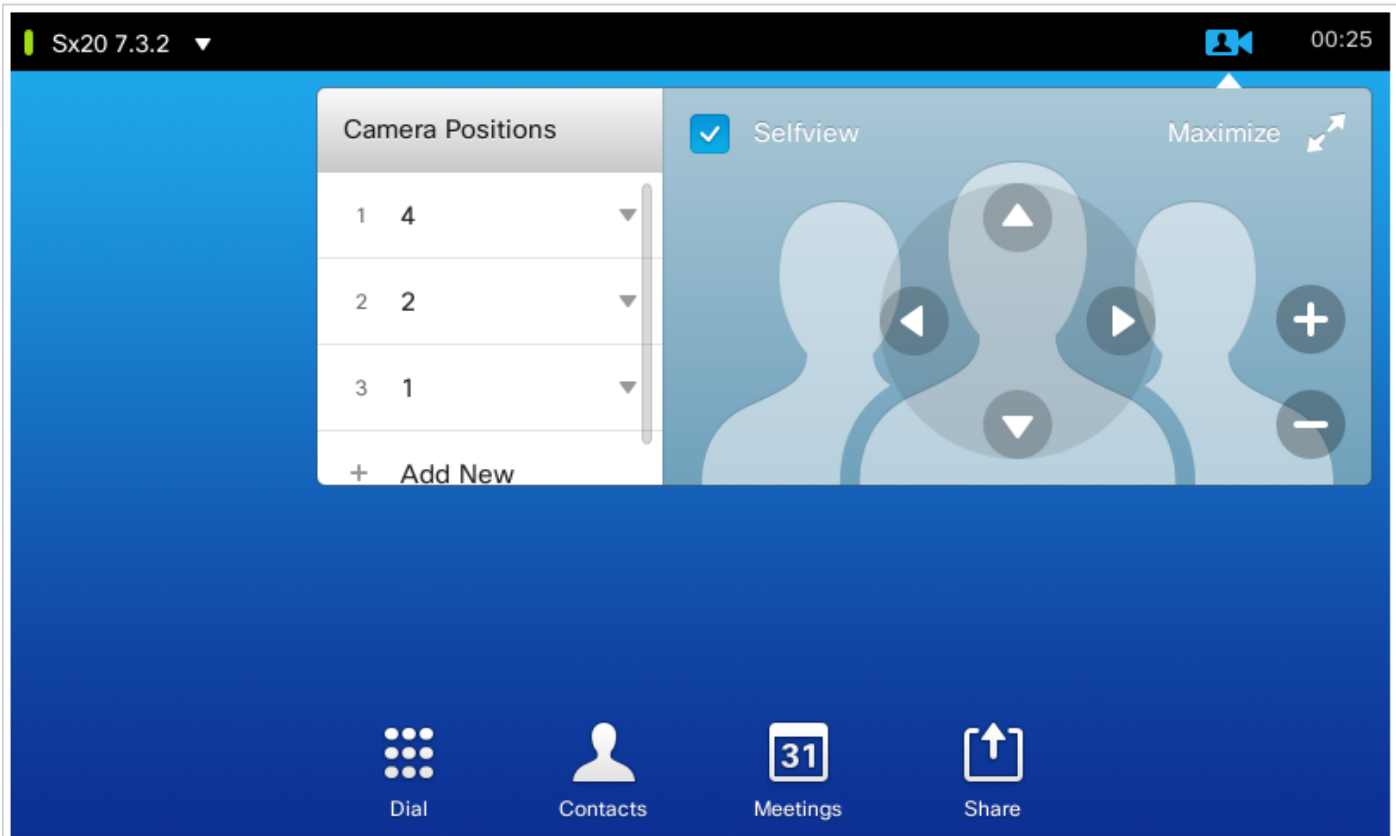 Sx20 7.3.2
00:25
Camera Positions
Selfview
Maximize
1 4
2 2
3 1
+ Add New
31
Dial
Contacts
Meetings
Share